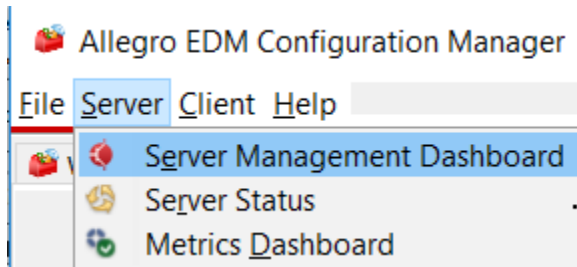 Allegro EDM Configuration Manager
File Server Client Help
Server Management Dashboard
Server Status
Metrics Dashboard